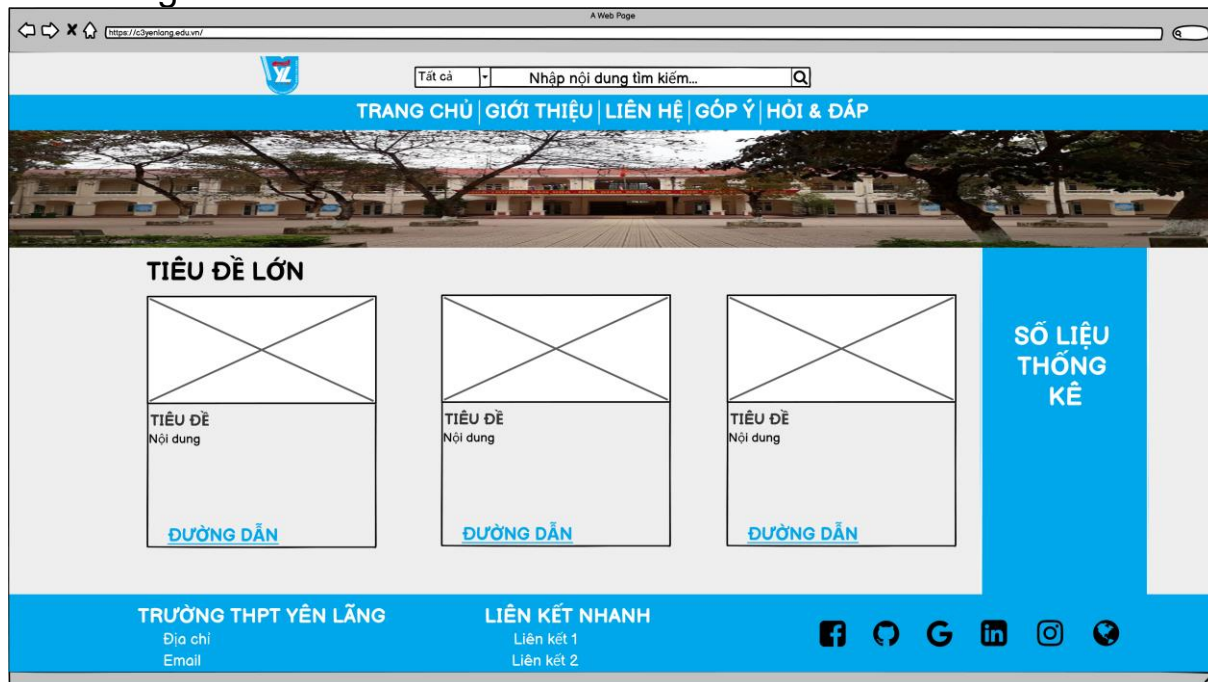 A Web Page
https://c3yenlang.edu.vn/
YL
Tất cả
Nhập nội dung tìm kiếm...
TRANG CHỦ GIỚI THIỆU LIÊN HỆ GÓP Ý HỎI & ĐÁP
TIÊU ĐỀ LỚN
TIÊU ĐỀ
Nội dung
ĐƯỜNG DẪN
TIÊU ĐỀ
Nội dung
ĐƯỜNG DẪN
TIÊU ĐỀ
Nội dung
ĐƯỜNG DẪN
SỐ LIỆU
THỐNG
KÊ
TRƯỜNG THPT YÊN LÃNG
Địa chỉ
Email
LIÊN KẾT NHANH
Liên kết 1
Liên kết 2